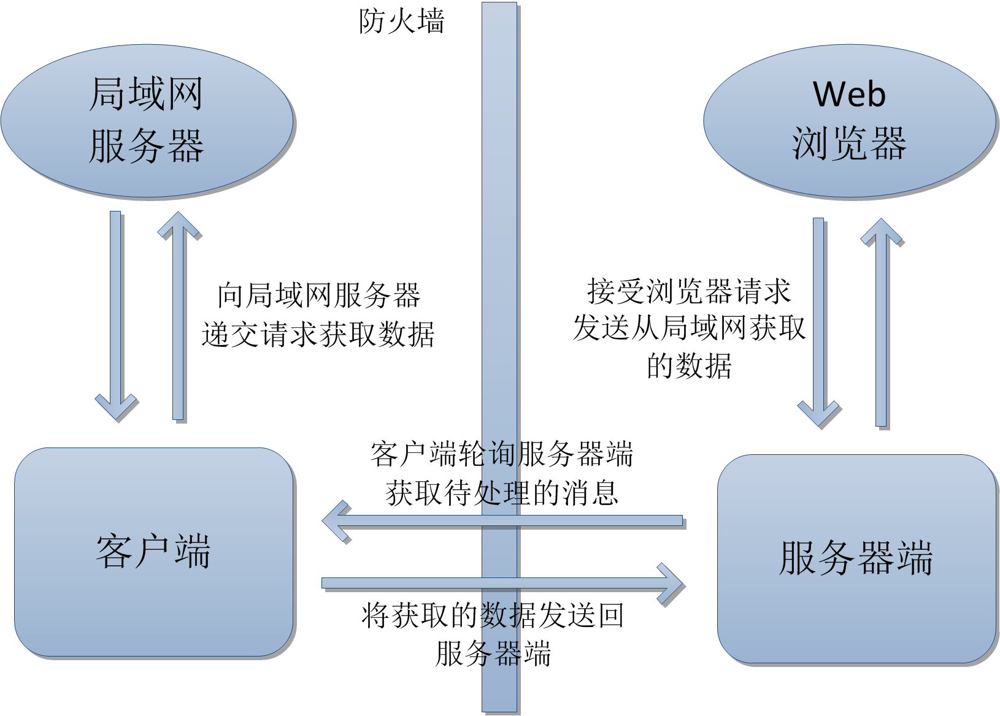 防火墙
局域网
服务器
Web
浏览器
向局域网服务器
递交请求获取数据
接受浏览器请求
发送从局域网获取
的数据
客户端轮询服务器端
获取待处理的消息
客户端
服务器端
将获取的数据发送回
服务器端